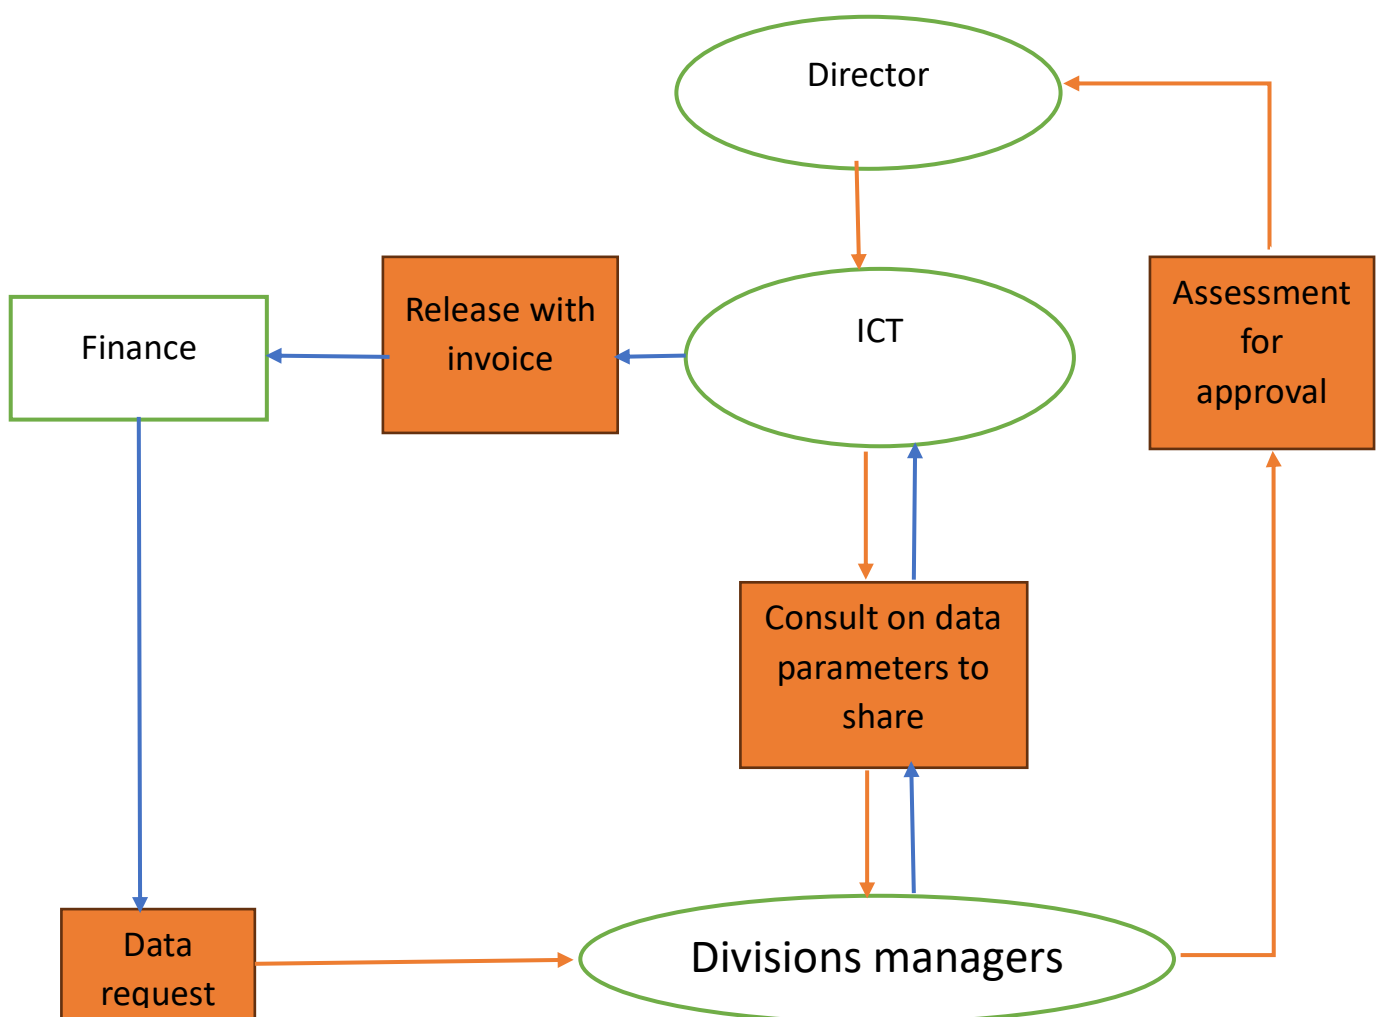 Director
Assessment
for
approval
Release with
invoice
ICT
Finance
Consult on data
parameters to
share
Data
request
Divisions managers